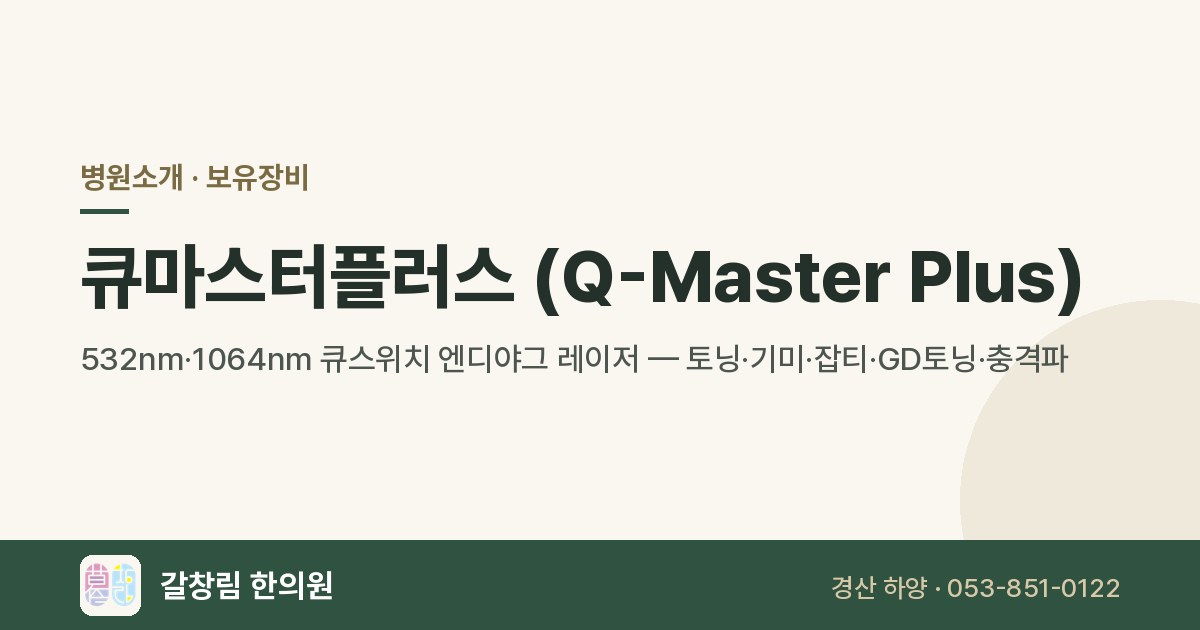 병원소개 · 보유장비
큐마스터플러스 (Q-Master Plus)
532nm·1064nm 큐스위치 엔디야그 레이저 — 토닝·기미·잡티·GD토닝·충격파
갈창림 한의원
경산 하양 · 053-851-0122